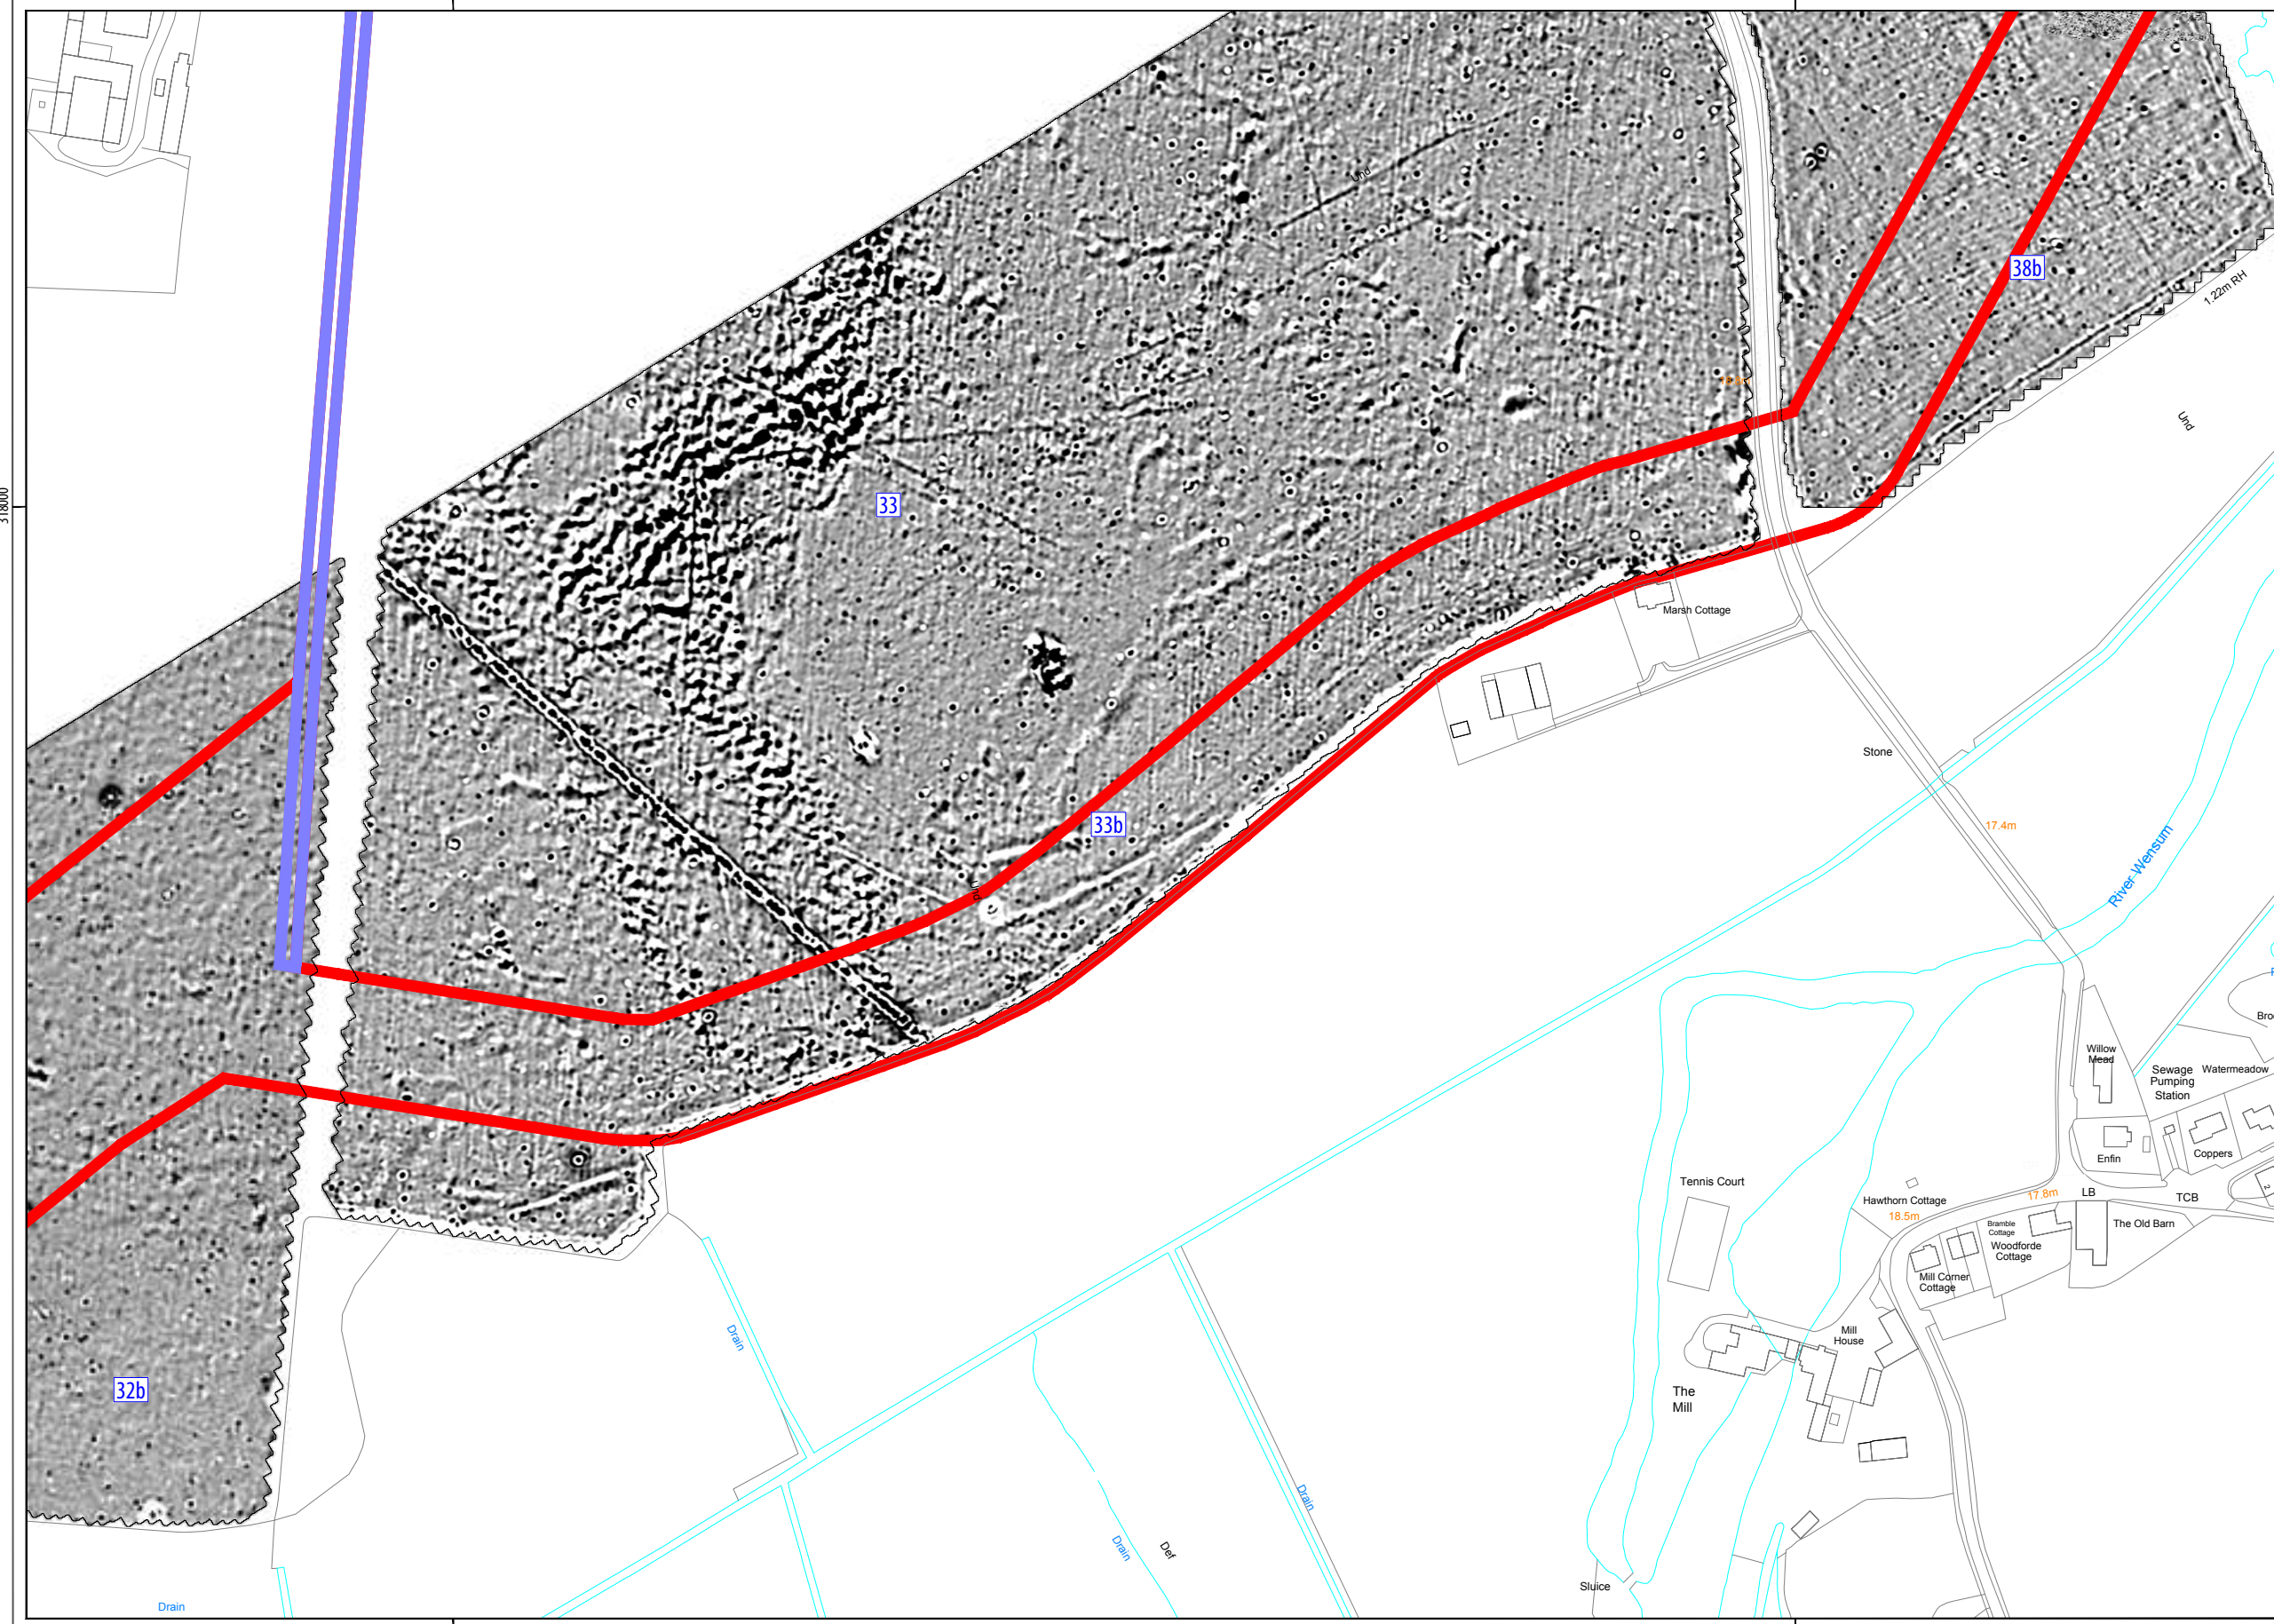 Und
38b
1.22m RH
Und
318000
33
Marsh Cottage
Stone
33b
17.4m
River Wensum
Willow
Mead
Sewage
Pumping
Station
Watermeadow
Enfin
Coppers
Tennis Court
Hawthorn Cottage
18.5m
17.8m
LB
TCB
The Old Barn
Bramble
Cottage
Woodforde
Cottage
Mill Corner
Cottage
Mill
House
The
Mill
Drain
32b
Drain
Drain
Def
Sluice
Drain
2